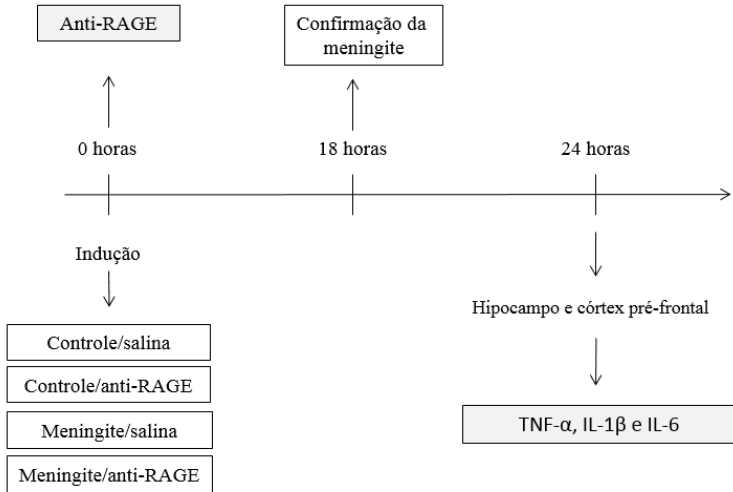 Anti-RAGE
Confirmação da
meningite
0 horas
18 horas
24 horas
Indução
Hipocampo e córtex pré-frontal
Controle/salina
Controle/anti-RAGE
Meningite/salina
Meningite/anti-RAGE
TNF-α, IL-1β e IL-6